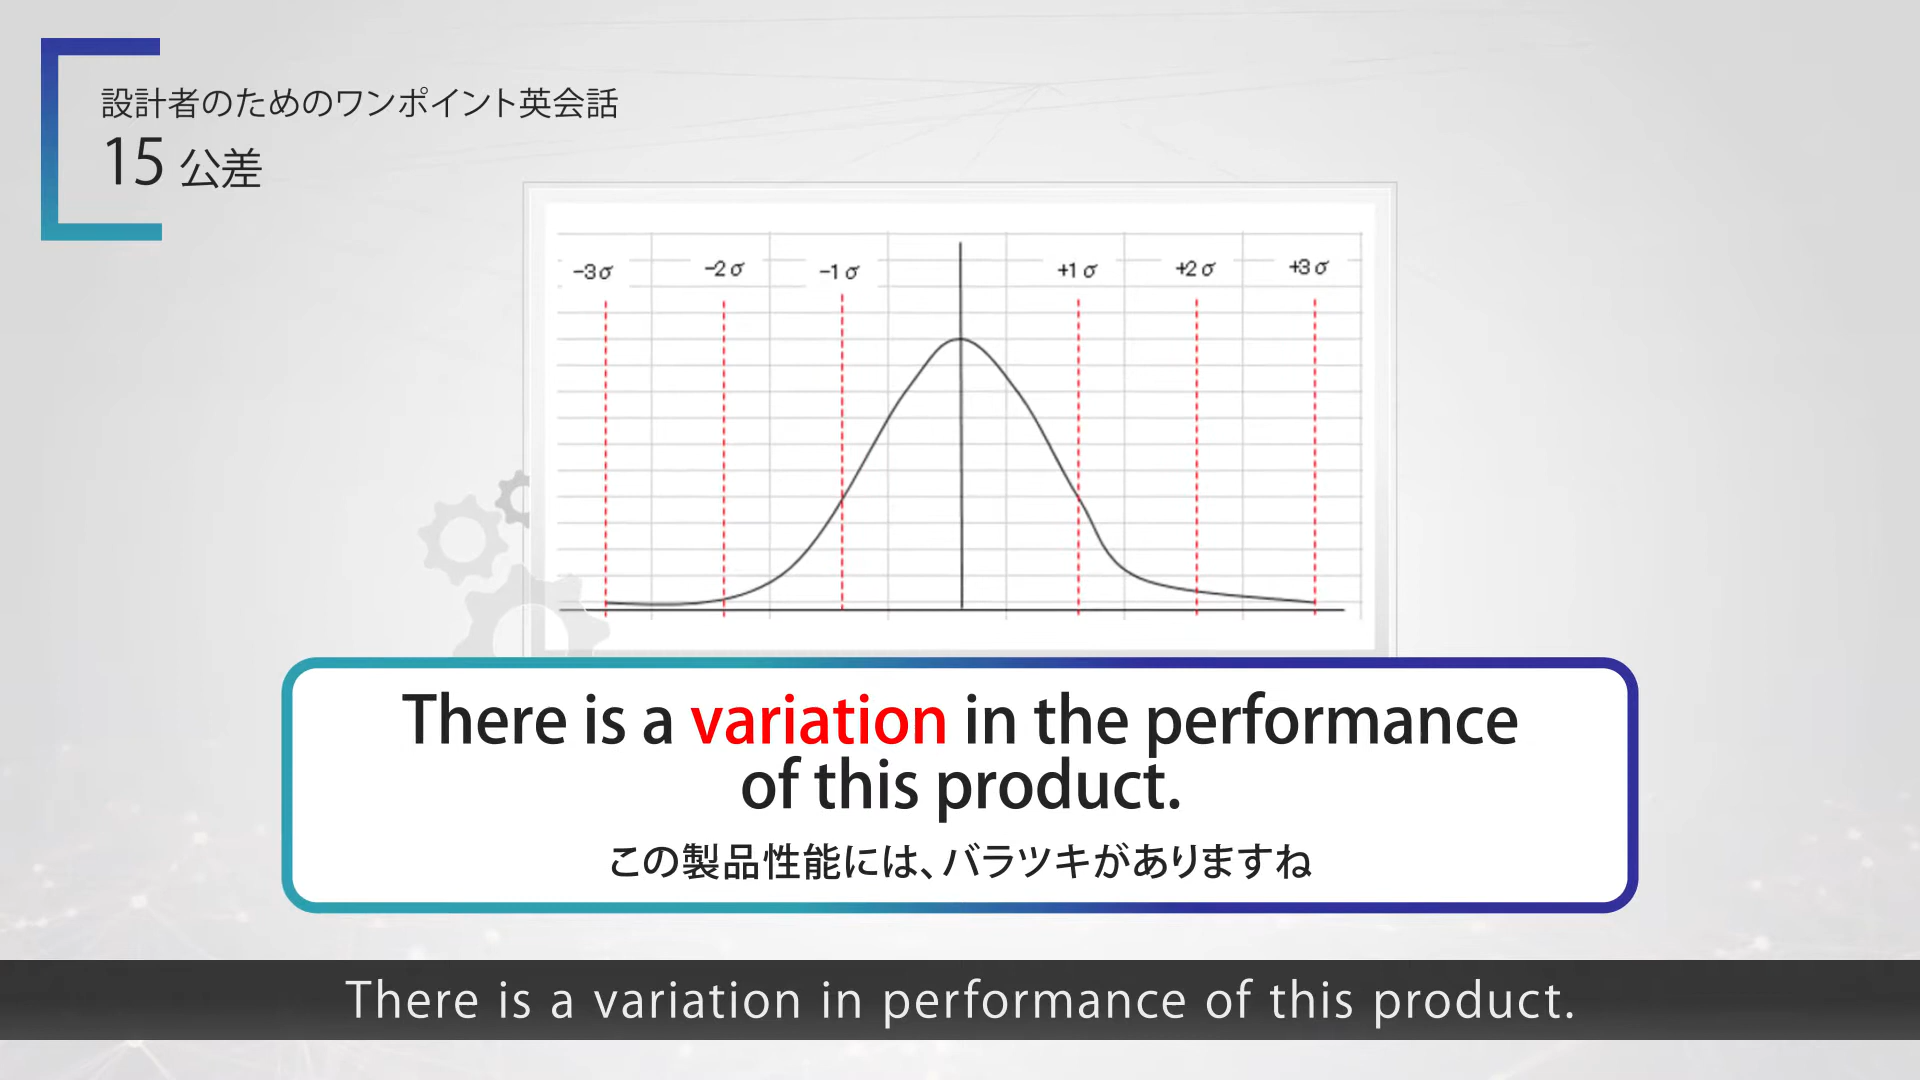 設計者のためのワンポイント英会話
15 公差
-3σ -2σ -1σ +1σ +2σ +3σ
There is a variation in the performance
of this product.
この製品性能には、バラツキがありますね
There is a variation in performance of this product.